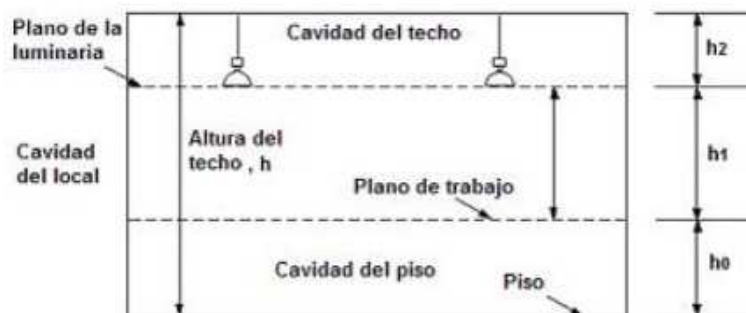 Plano de la
luminaria
Cavidad del techo
h2
Cavidad
del local
Altura del
techo , h
h1
Plano de trabajo
Cavidad del piso
h0
Piso